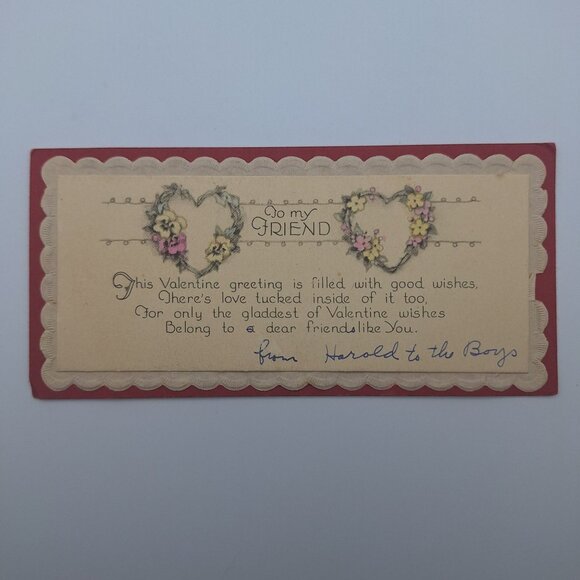 To my
FRIEND
This Valentine greeting is filled with good wishes,
There's love tucked inside of it too,
For only the gladdest of Valentine wishes
Belong to a dear friends like You.
from Harold to the Boys